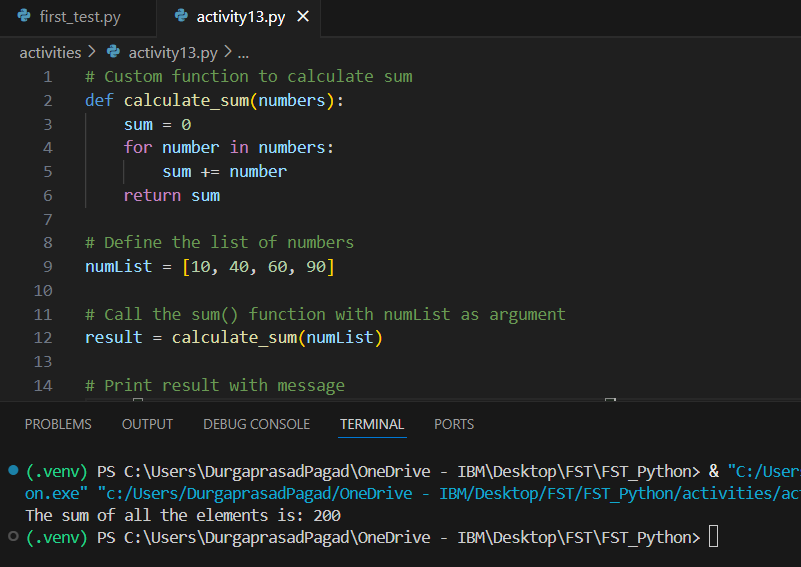 first_test.py
activity13.py
activities > activity13.py > ...
1 # Custom function to calculate sum
2 def calculate_sum(numbers):
3     sum = 0
4     for number in numbers:
5         sum += number
6     return sum
7
8 # Define the list of numbers
9 numList = [10, 40, 60, 90]
10
11 # Call the sum() function with numList as argument
12 result = calculate_sum(numList)
13
14 # Print result with message
PROBLEMS OUTPUT DEBUG CONSOLE TERMINAL PORTS
(.venv) PS C:\Users\DurgaprasadPagad\OneDrive - IBM\Desktop\FST\FST_Python> & "C:/User
on.exe" "c:/Users/DurgaprasadPagad/OneDrive - IBM/Desktop/FST/FST_Python/activities/ac
The sum of all the elements is: 200
(.venv) PS C:\Users\DurgaprasadPagad\OneDrive - IBM\Desktop\FST\FST_Python>